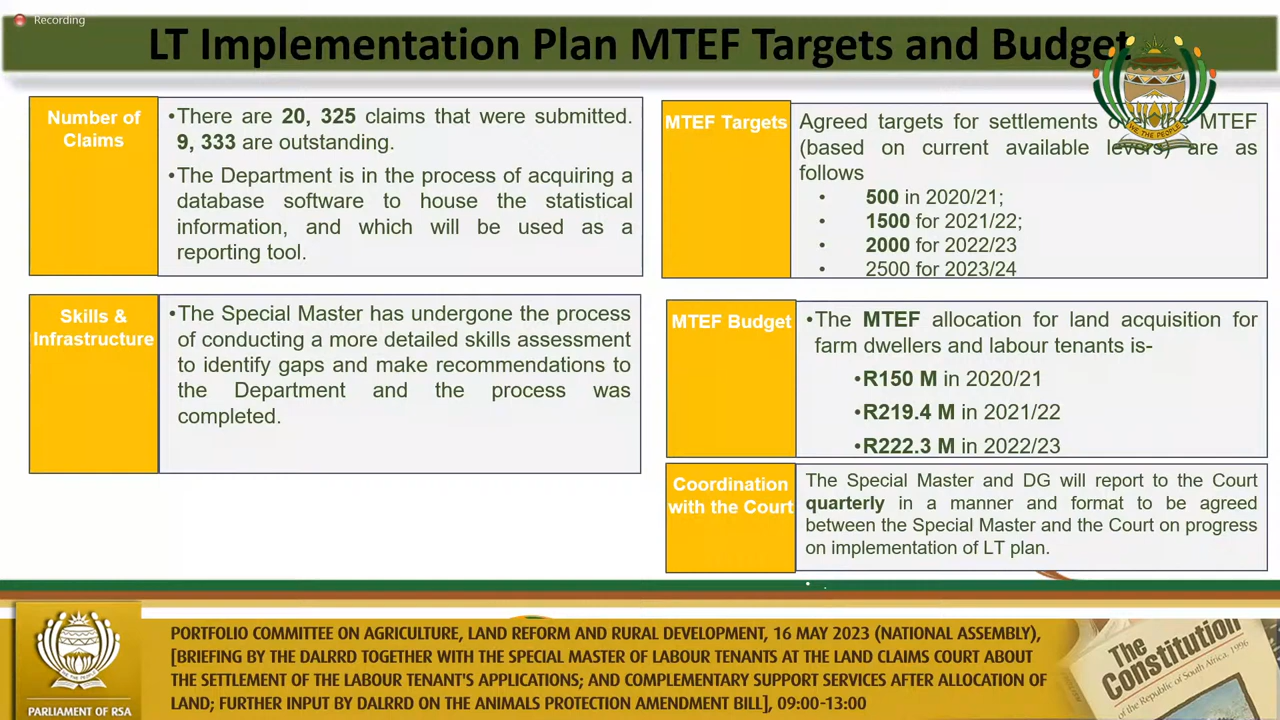 Recording
LT Implementation Plan MTEF Targets and Budget
Number of
Claims
•There are 20, 325 claims that were submitted.
9, 333 are outstanding.
•The Department is in the process of acquiring a
database software to house the statistical
information, and which will be used as a
reporting tool.
Skills &
Infrastructure
•The Special Master has undergone the process
of conducting a more detailed skills assessment
to identify gaps and make recommendations to
the Department and the process was
completed.
MTEF Targets
Agreed targets for settlements over the MTEF
(based on current available levers) are as
follows
• 500 in 2020/21;
• 1500 for 2021/22;
• 2000 for 2022/23
• 2500 for 2023/24
WE THE PEOPLE
MTEF Budget
•The MTEF allocation for land acquisition for
farm dwellers and labour tenants is-
•R150 M in 2020/21
•R219.4 M in 2021/22
•R222.3 M in 2022/23
Coordination
with the Court
The Special Master and DG will report to the Court
quarterly in a manner and format to be agreed
between the Special Master and the Court on progress
on implementation of LT plan.
PORTFOLIO COMMITTEE ON AGRICULTURE, LAND REFORM AND RURAL DEVELOPMENT, 16 MAY 2023 (NATIONAL ASSEMBLY),
[BRIEFING BY THE DALRRD TOGETHER WITH THE SPECIAL MASTER OF LABOUR TENANTS AT THE LAND CLAIMS COURT ABOUT
THE SETTLEMENT OF THE LABOUR TENANT'S APPLICATIONS; AND COMPLEMENTARY SUPPORT SERVICES AFTER ALLOCATION OF
LAND; FURTHER INPUT BY DALRRD ON THE ANIMALS PROTECTION AMENDMENT BILL], 09:00-13:00
PARLIAMENT OF RSA
The
Constitution
of the Republic of South Africa, 1996